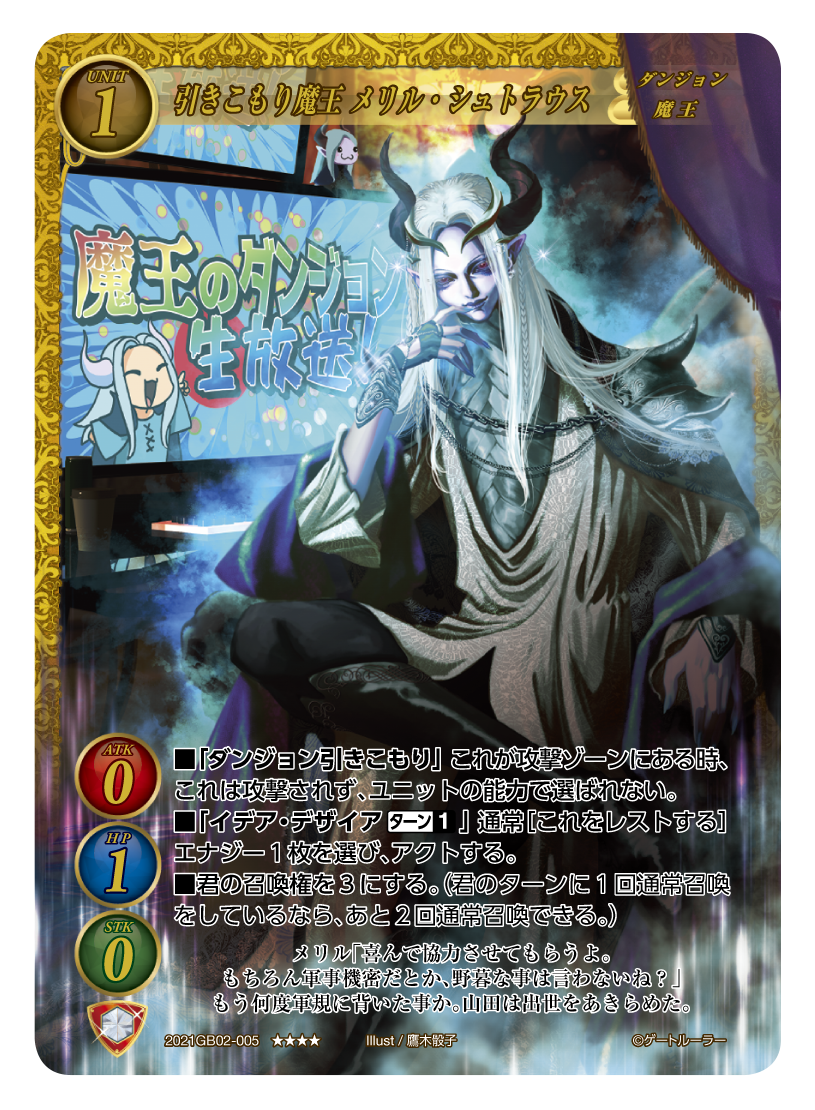 UNIT
1
引きこもり魔王 メリル・シュトラウス
ダンジョン
魔王
魔王のダンジョン
生放送!
ATK
0
HP
1
STK
0
■「ダンジョン引きこもり」これが攻撃ゾーンにある時、
これは攻撃されず、ユニットの能力で選ばれない。
■「イデア・デザイア ターン1」通常[これをレストする]
エナジー1枚を選び、アクトする。
■君の召喚権を3にする。(君のターンに1回通常召喚
をしているなら、あと2回通常召喚できる。)
メリル「喜んで協力させてもらうよ。
もちろん軍事機密だとか、野暮な事は言わないね?」
もう何度軍規に背いた事か。山田は出世をあきらめた。
2021GB02-005 ★★★★ Illust / 鷹木骰子 ©ゲートルーラー